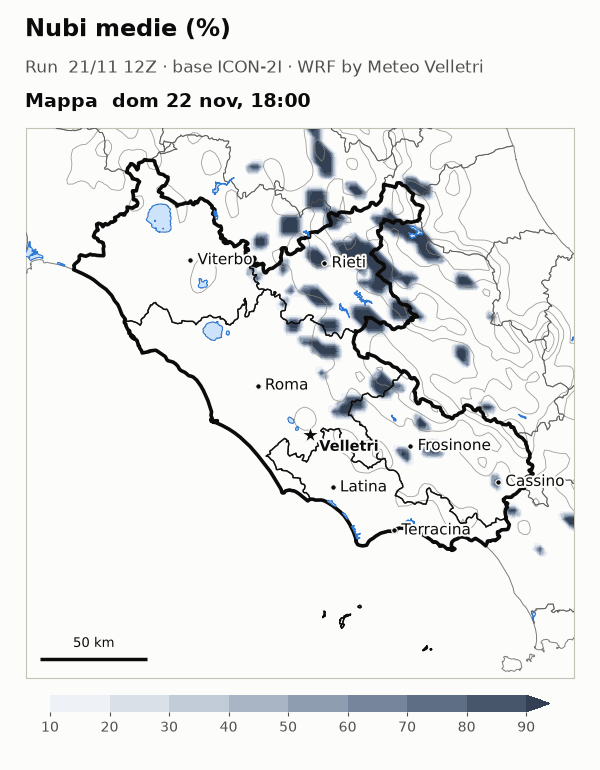 Nubi medie (%)
Run 21/11 12Z · base ICON-2I · WRF by Meteo Velletri
Mappa dom 22 nov, 18:00
Viterbo
Rieti
Roma
Velletri
Frosinone
Latina
Cassino
Terracina
50 km
10 20 30 40 50 60 70 80 90